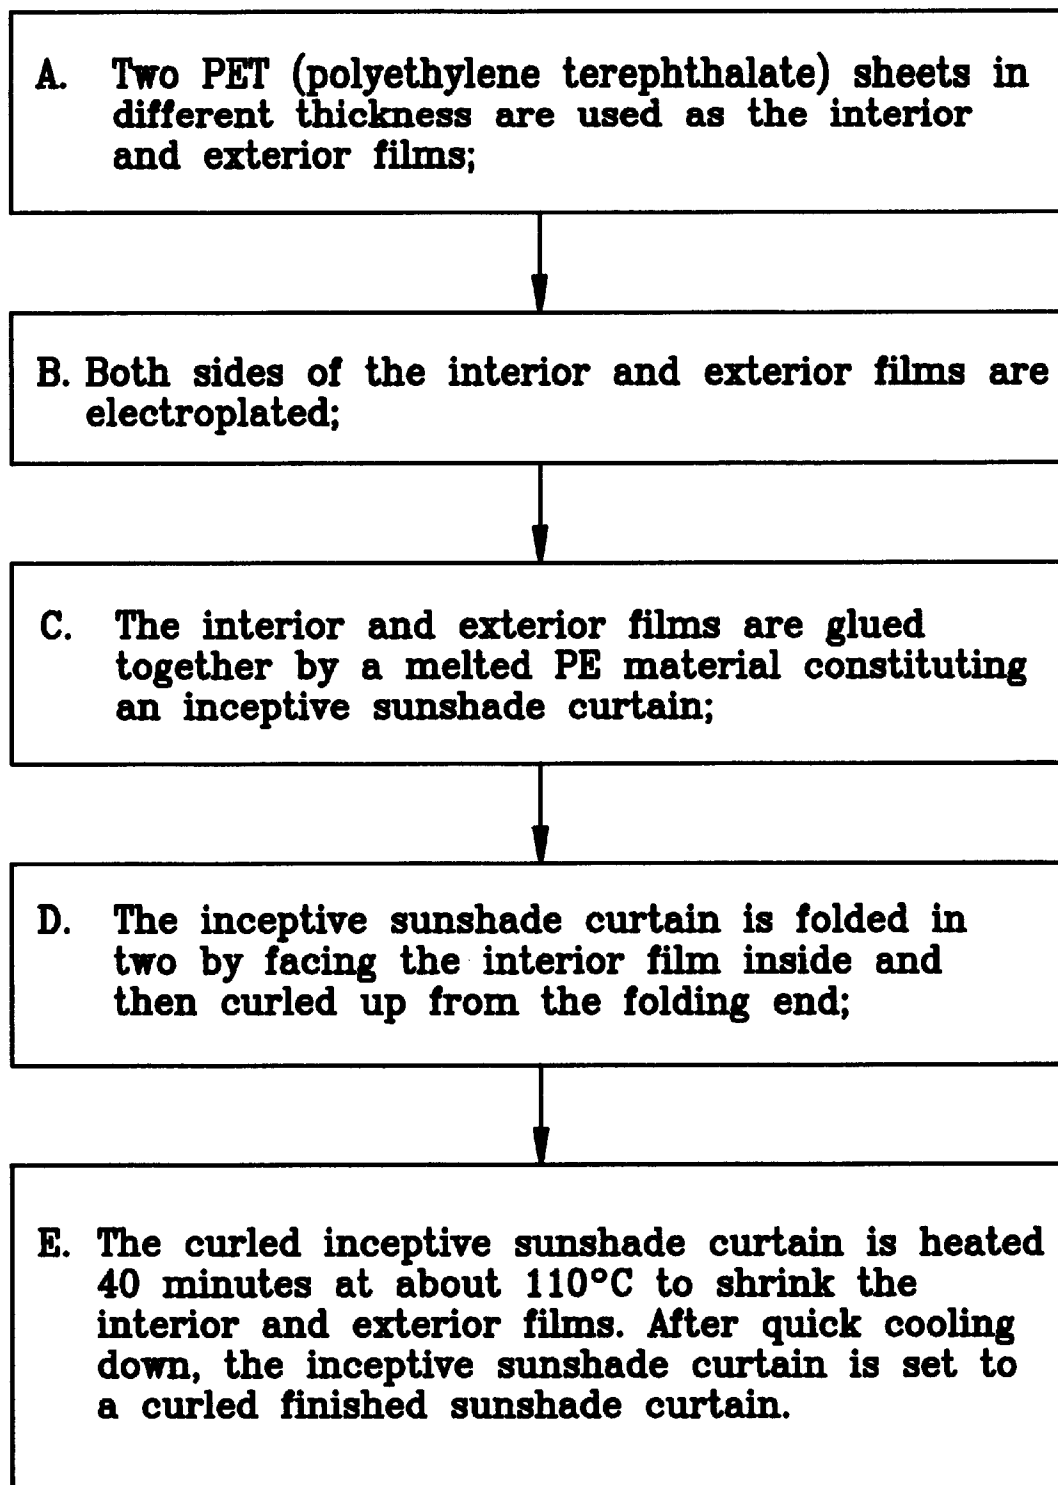 A. Two PET (polyethylene terephthalate) sheets in
different thickness are used as the interior
and exterior films;
B. Both sides of the interior and exterior films are
electroplated;
C. The interior and exterior films are glued
together by a melted PE material constituting
an inceptive sunshade curtain;
D. The inceptive sunshade curtain is folded in
two by facing the interior film inside and
then curled up from the folding end;
E. The curled inceptive sunshade curtain is heated
40 minutes at about 110°C to shrink the
interior and exterior films. After quick cooling
down, the inceptive sunshade curtain is set to
a curled finished sunshade curtain.